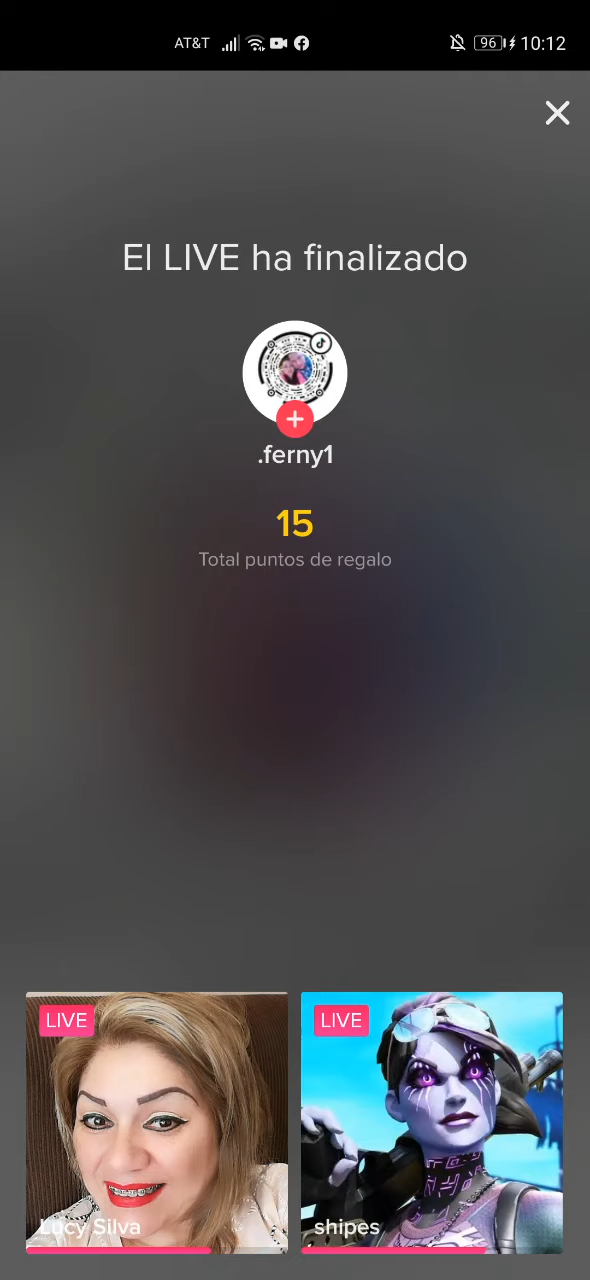 AT&T 96 10:12
El LIVE ha finalizado
.ferny1
15
Total puntos de regalo
LIVE
Lucy Silva
LIVE
shipes